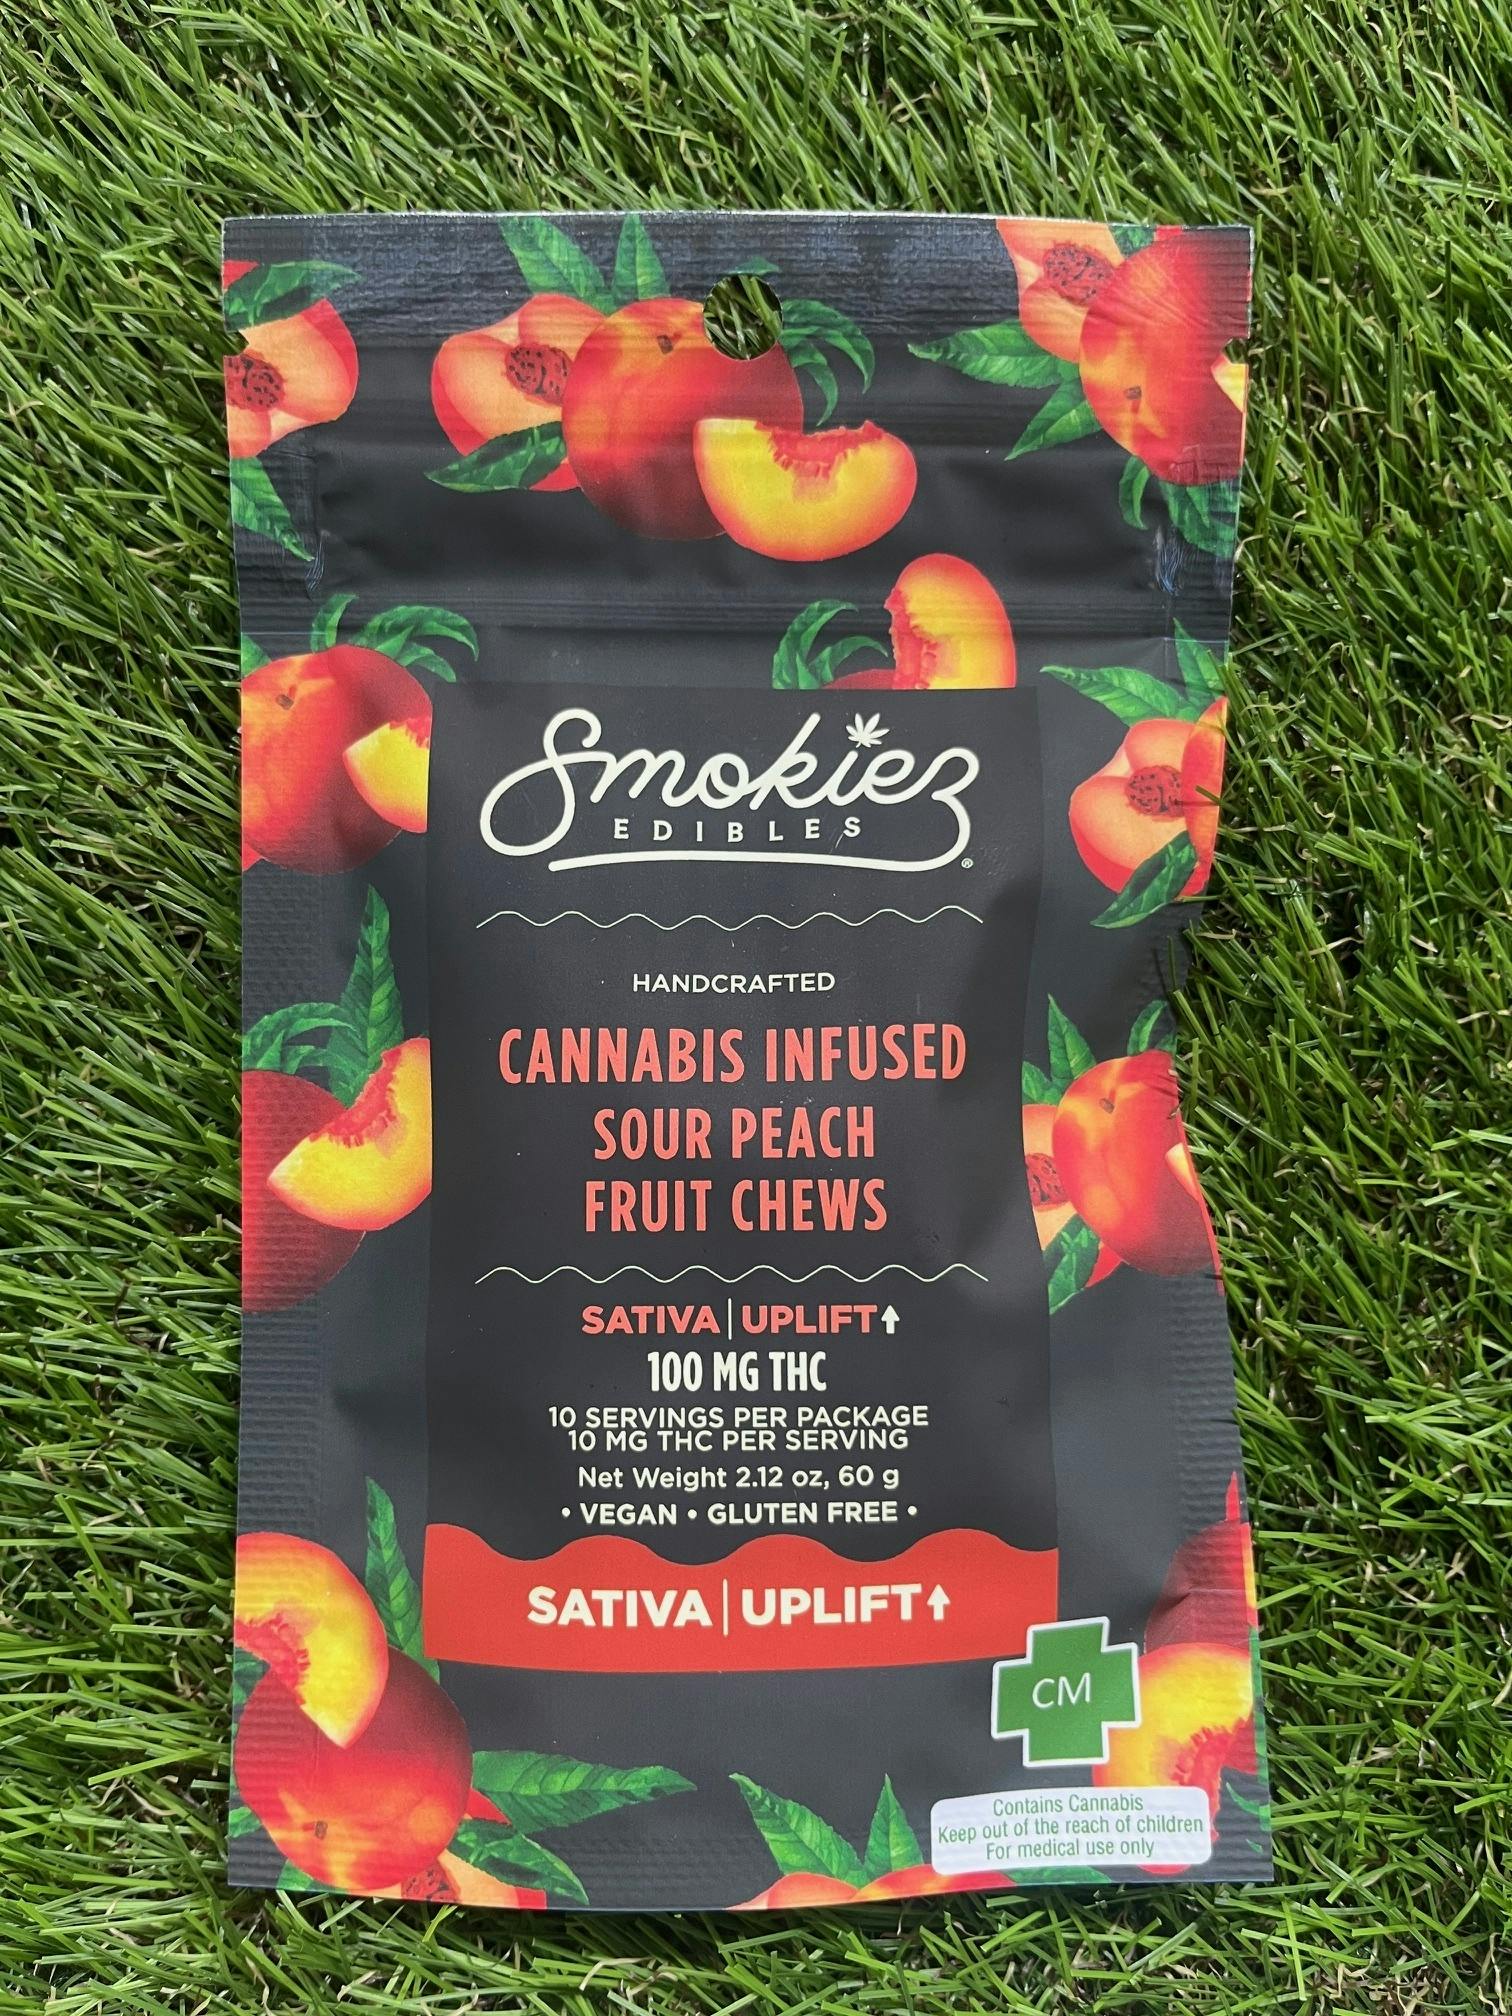 Smokiez
EDIBLES
®
HANDCRAFTED
CANNABIS INFUSED
SOUR PEACH
FRUIT CHEWS
SATIVA | UPLIFT↑
100 MG THC
10 SERVINGS PER PACKAGE
10 MG THC PER SERVING
Net Weight 2.12 oz, 60 g
• VEGAN • GLUTEN FREE •
SATIVA | UPLIFT↑
CM
Contains Cannabis
Keep out of the reach of children
For medical use only